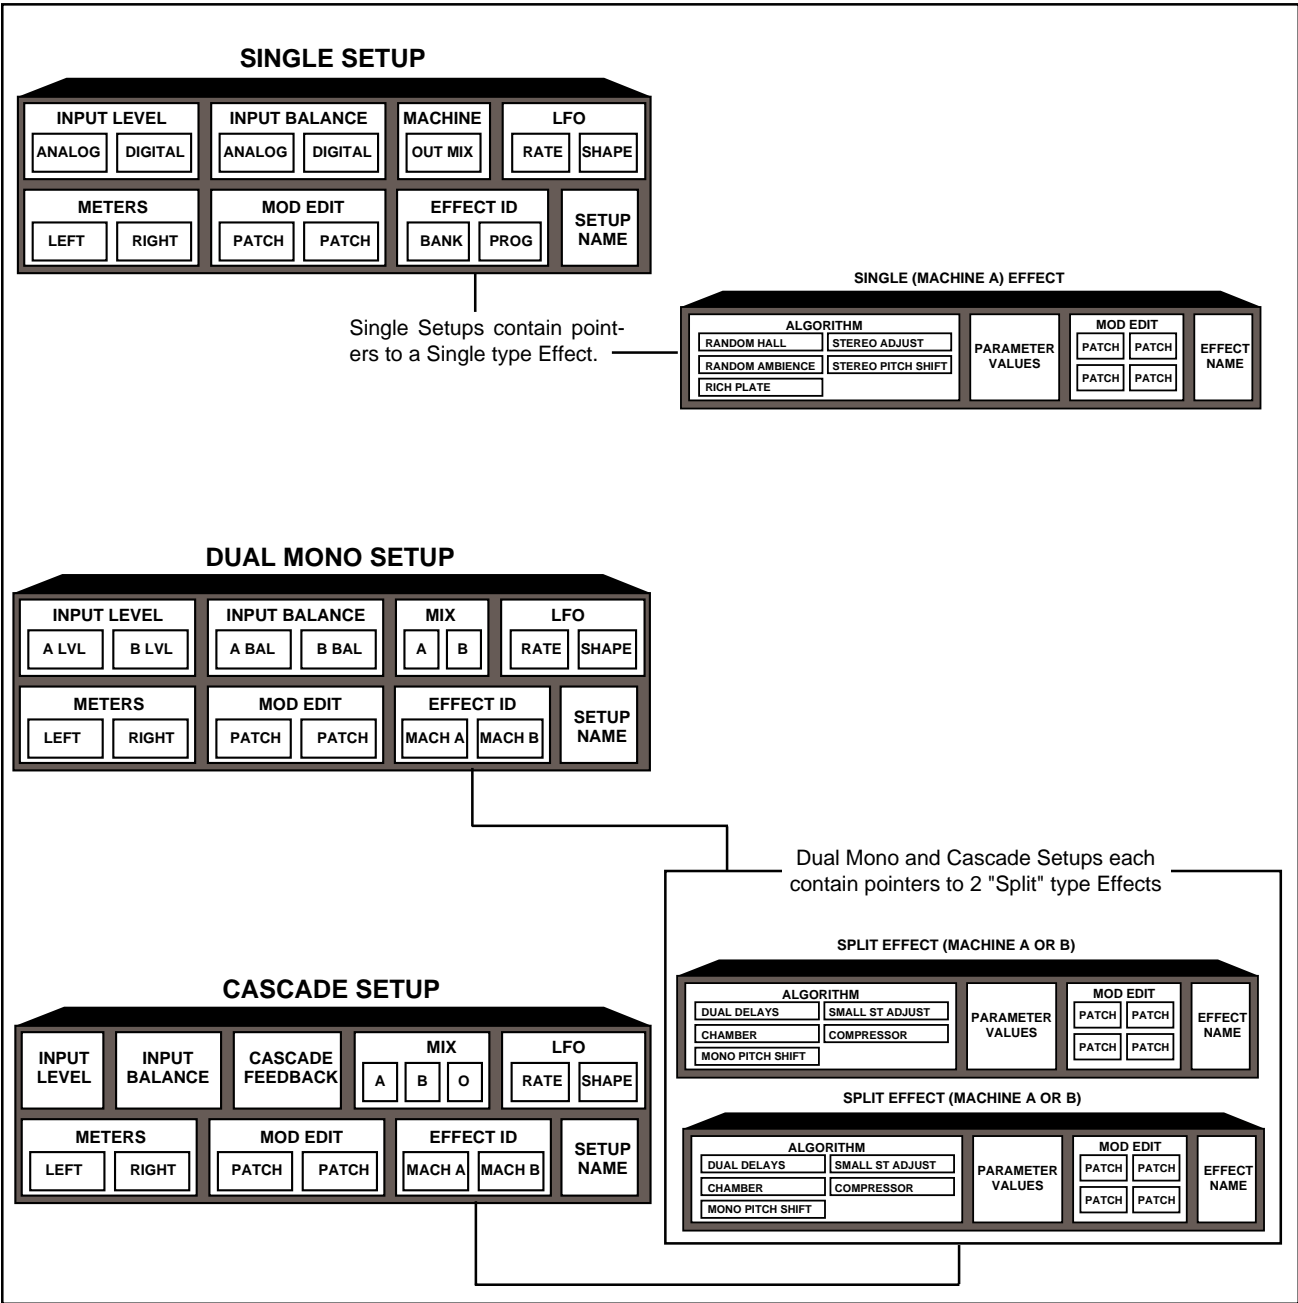 SINGLE SETUP
INPUT LEVEL
ANALOG DIGITAL
INPUT BALANCE
ANALOG DIGITAL
MACHINE
OUT MIX
LFO
RATE SHAPE
METERS
LEFT RIGHT
MOD EDIT
PATCH PATCH
EFFECT ID
BANK PROG
SETUP
NAME
Single Setups contain point-
ers to a Single type Effect.
SINGLE (MACHINE A) EFFECT
ALGORITHM
RANDOM HALL STEREO ADJUST
RANDOM AMBIENCE STEREO PITCH SHIFT
RICH PLATE
PARAMETER
VALUES
MOD EDIT
PATCH PATCH
PATCH PATCH
EFFECT
NAME
DUAL MONO SETUP
INPUT LEVEL
A LVL B LVL
INPUT BALANCE
A BAL B BAL
MIX
A B
LFO
RATE SHAPE
METERS
LEFT RIGHT
MOD EDIT
PATCH PATCH
EFFECT ID
MACH A MACH B
SETUP
NAME
Dual Mono and Cascade Setups each
contain pointers to 2 "Split" type Effects
SPLIT EFFECT (MACHINE A OR B)
ALGORITHM
DUAL DELAYS SMALL ST ADJUST
CHAMBER COMPRESSOR
MONO PITCH SHIFT
PARAMETER
VALUES
MOD EDIT
PATCH PATCH
PATCH PATCH
EFFECT
NAME
SPLIT EFFECT (MACHINE A OR B)
ALGORITHM
DUAL DELAYS SMALL ST ADJUST
CHAMBER COMPRESSOR
MONO PITCH SHIFT
PARAMETER
VALUES
MOD EDIT
PATCH PATCH
PATCH PATCH
EFFECT
NAME
CASCADE SETUP
INPUT
LEVEL
INPUT
BALANCE
CASCADE
FEEDBACK
MIX
A B O
LFO
RATE SHAPE
METERS
LEFT RIGHT
MOD EDIT
PATCH PATCH
EFFECT ID
MACH A MACH B
SETUP
NAME